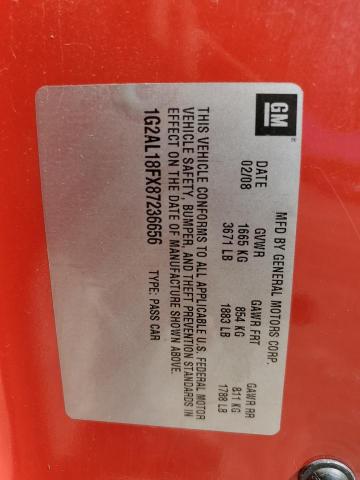 GM
MFD BY GENERAL MOTORS CORP.
DATE GVWR GAWR FRT GAWR RR
02/08 1665 KG 854 KG 811 KG
3671 LB 1883 LB 1788 LB
THIS VEHICLE CONFORMS TO ALL APPLICABLE U.S. FEDERAL MOTOR
VEHICLE SAFETY, BUMPER, AND THEFT PREVENTION STANDARDS IN
EFFECT ON THE DATE OF MANUFACTURE SHOWN ABOVE.
1G2AL18FX87236656 TYPE: PASS CAR